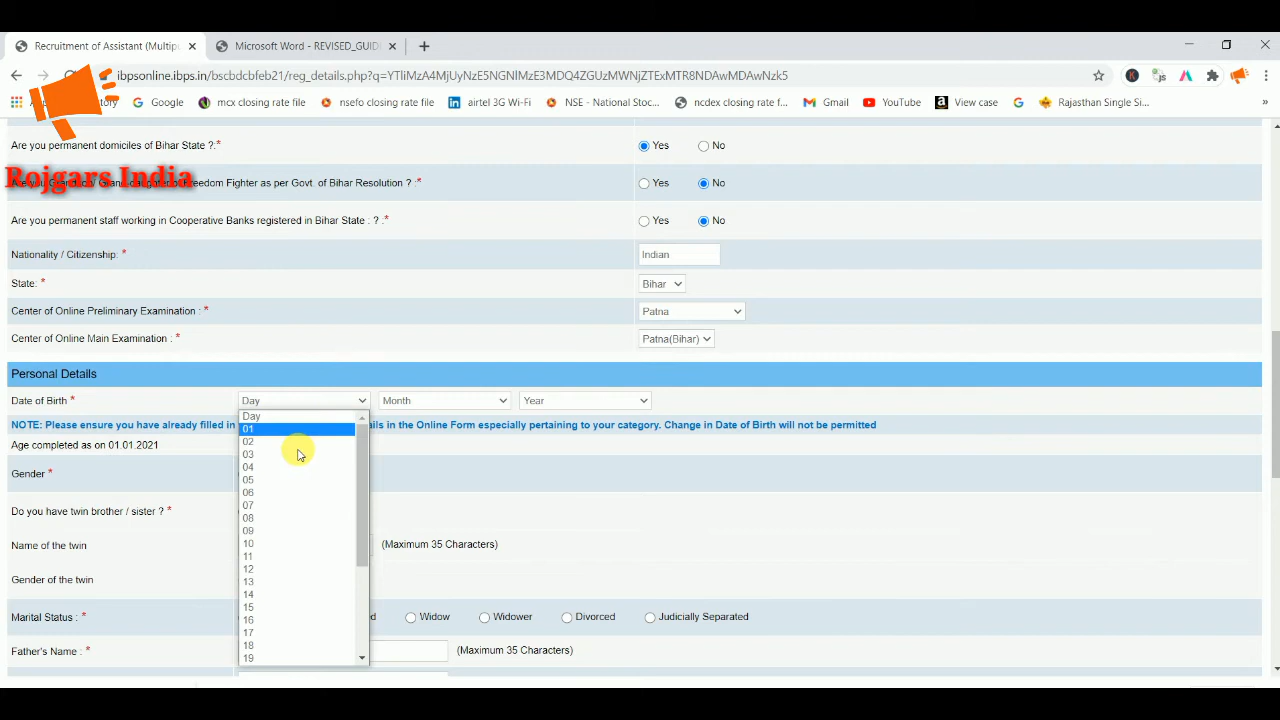 Recruitment of Assistant (Multipu
Microsoft Word - REVISED_GUID
ibpsonline.ibps.in/bscbdcbfeb21/reg_details.php?q=YTliMzA4MjUyNzE5NGNlMzE3MDQ4ZGUzMWNjZTExMTR8NDAwMDAwNzk5
Google
mcx closing rate file
nsefo closing rate file
airtel 3G Wi-Fi
NSE - National Stoc...
ncdex closing rate f...
Gmail
YouTube
View case
Rajasthan Single Si...
Rojgars India
Are you permanent domiciles of Bihar State ?.* Yes No
Freedom Fighter as per Govt. of Bihar Resolution ? :* Yes No
Are you permanent staff working in Cooperative Banks registered in Bihar State : ? .* Yes No
Nationality / Citizenship: * Indian
State: * Bihar
Center of Online Preliminary Examination : * Patna
Center of Online Main Examination : * Patna(Bihar)
Personal Details
Date of Birth * Day Month Year
NOTE: Please ensure you have already filled in
ils in the Online Form especially pertaining to your category. Change in Date of Birth will not be permitted
Age completed as on 01.01.2021
Gender *
Do you have twin brother / sister ? *
Name of the twin (Maximum 35 Characters)
Gender of the twin
Marital Status : * d Widow Widower Divorced Judicially Separated
Father's Name : * (Maximum 35 Characters)
Day
01
02
03
04
05
06
07
08
09
10
11
12
13
14
15
16
17
18
19